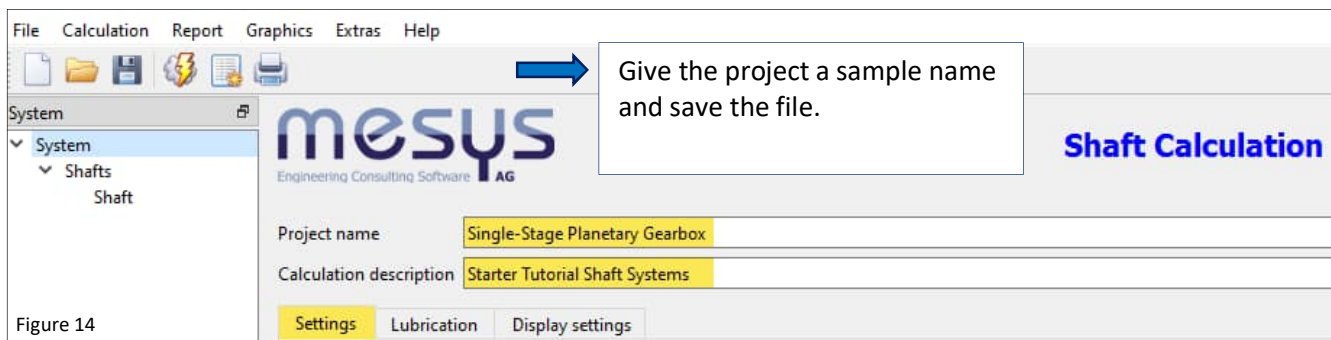 File Calculation Report Graphics Extras Help
Give the project a sample name
and save the file.
System
System
Shafts
Shaft
mesys
Engineering Consulting Software AG
Shaft Calculation
Project name Single-Stage Planetary Gearbox
Calculation description Starter Tutorial Shaft Systems
Settings Lubrication Display settings
Figure 14